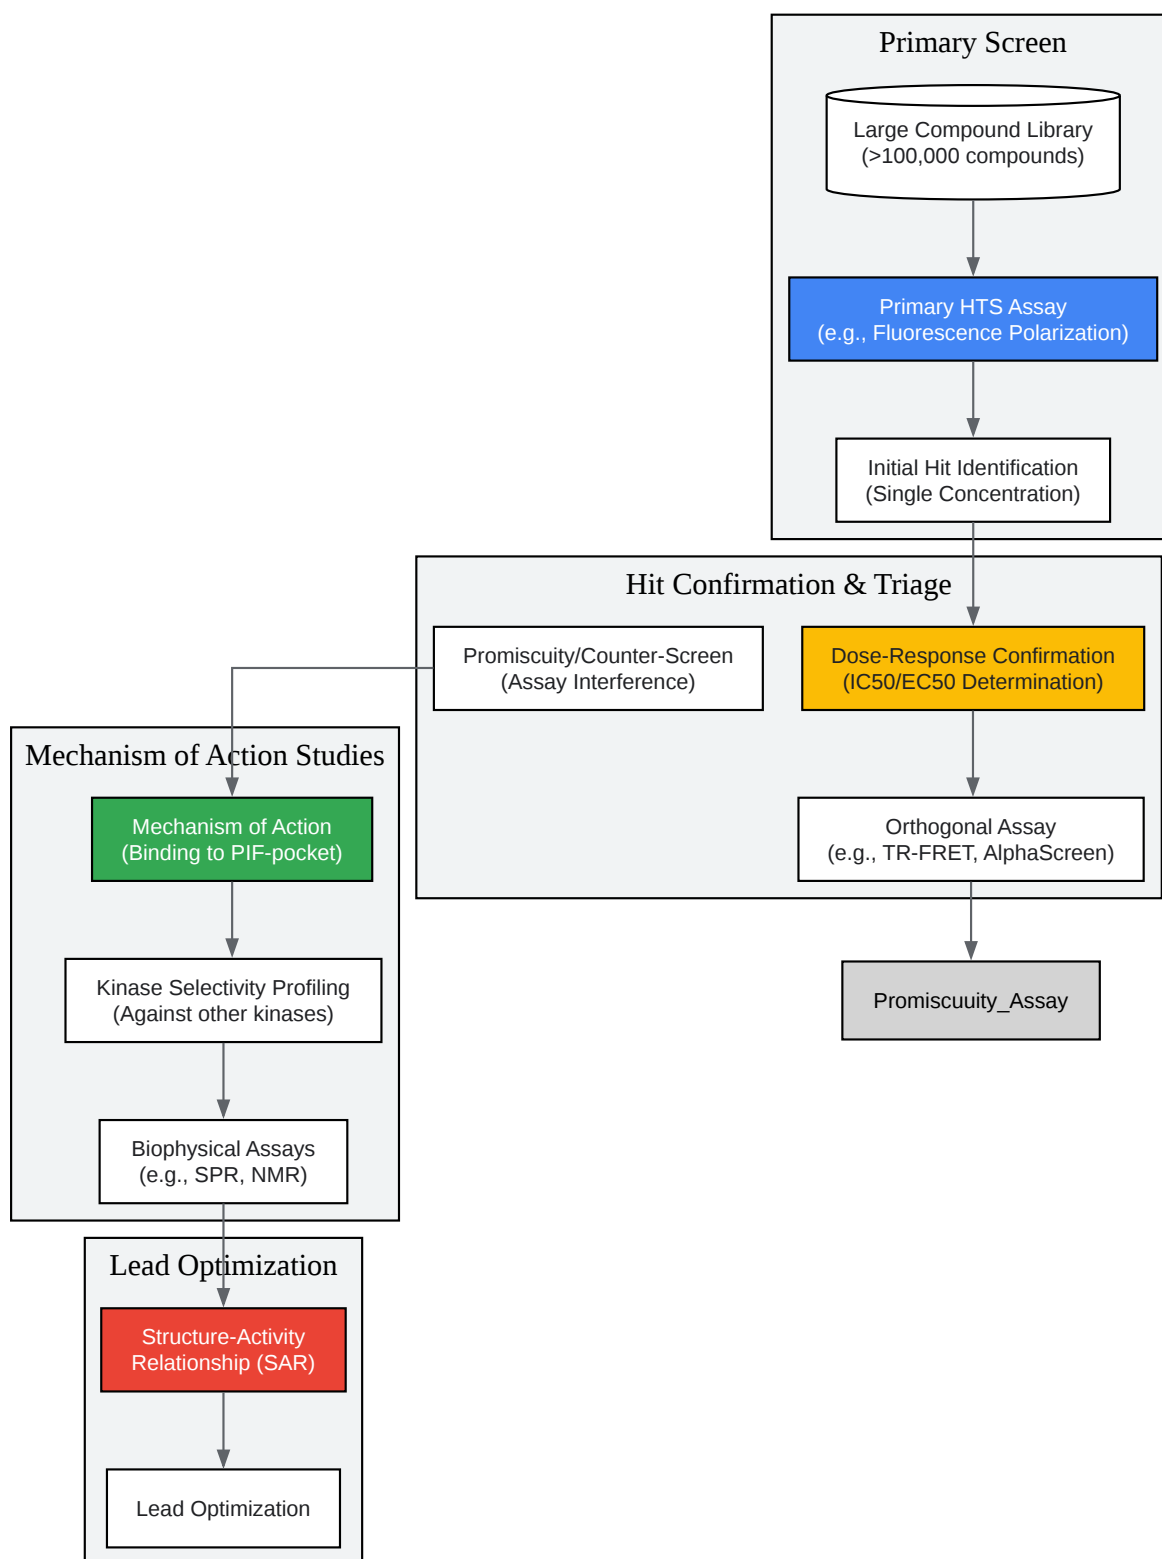 Primary Screen
Large Compound Library
(>100,000 compounds)
Primary HTS Assay
(e.g., Fluorescence Polarization)
Initial Hit Identification
(Single Concentration)
Hit Confirmation & Triage
Promiscuity/Counter-Screen
(Assay Interference)
Dose-Response Confirmation
(IC50/EC50 Determination)
Orthogonal Assay
(e.g., TR-FRET, AlphaScreen)
Promiscuuity_Assay
Mechanism of Action Studies
Mechanism of Action
(Binding to PIF-pocket)
Kinase Selectivity Profiling
(Against other kinases)
Biophysical Assays
(e.g., SPR, NMR)
Lead Optimization
Structure-Activity
Relationship (SAR)
Lead Optimization